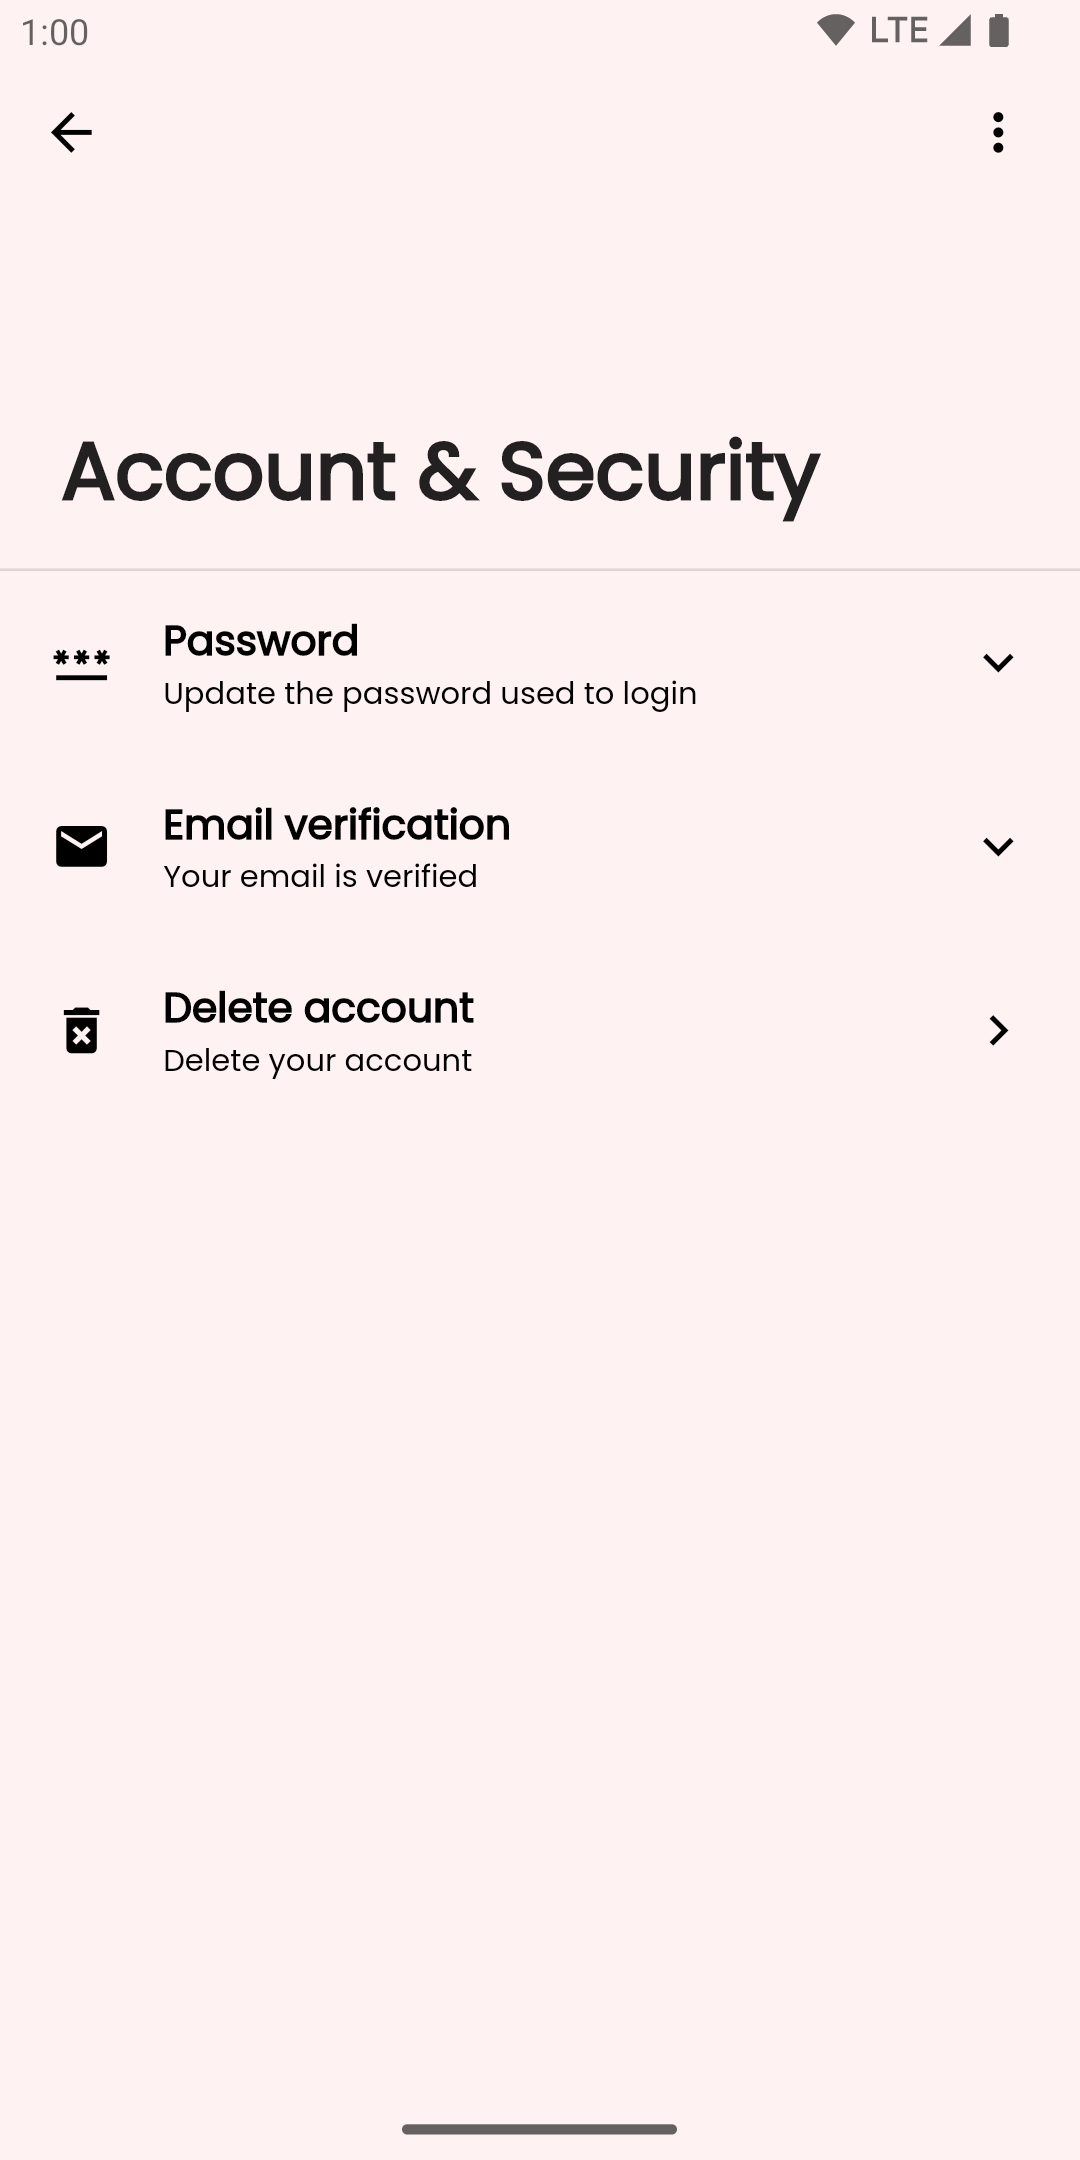 1:00
LTE
Account & Security
Password
Update the password used to login
Email verification
Your email is verified
Delete account
Delete your account